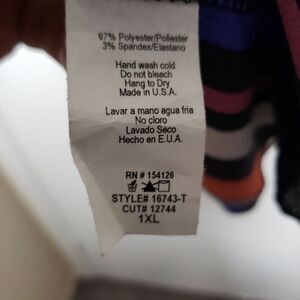 97% Polyester/Poliester
3% Spandex/Elastano
Hand wash cold
Do not bleach
Hang to Dry
Made in U.S.A.
Lavar a mano agua fria
No cloro
Lavado Seco
Hecho en E.U.A.
RN # 154126
STYLE# 16743-T
CUT# 12744
1XL